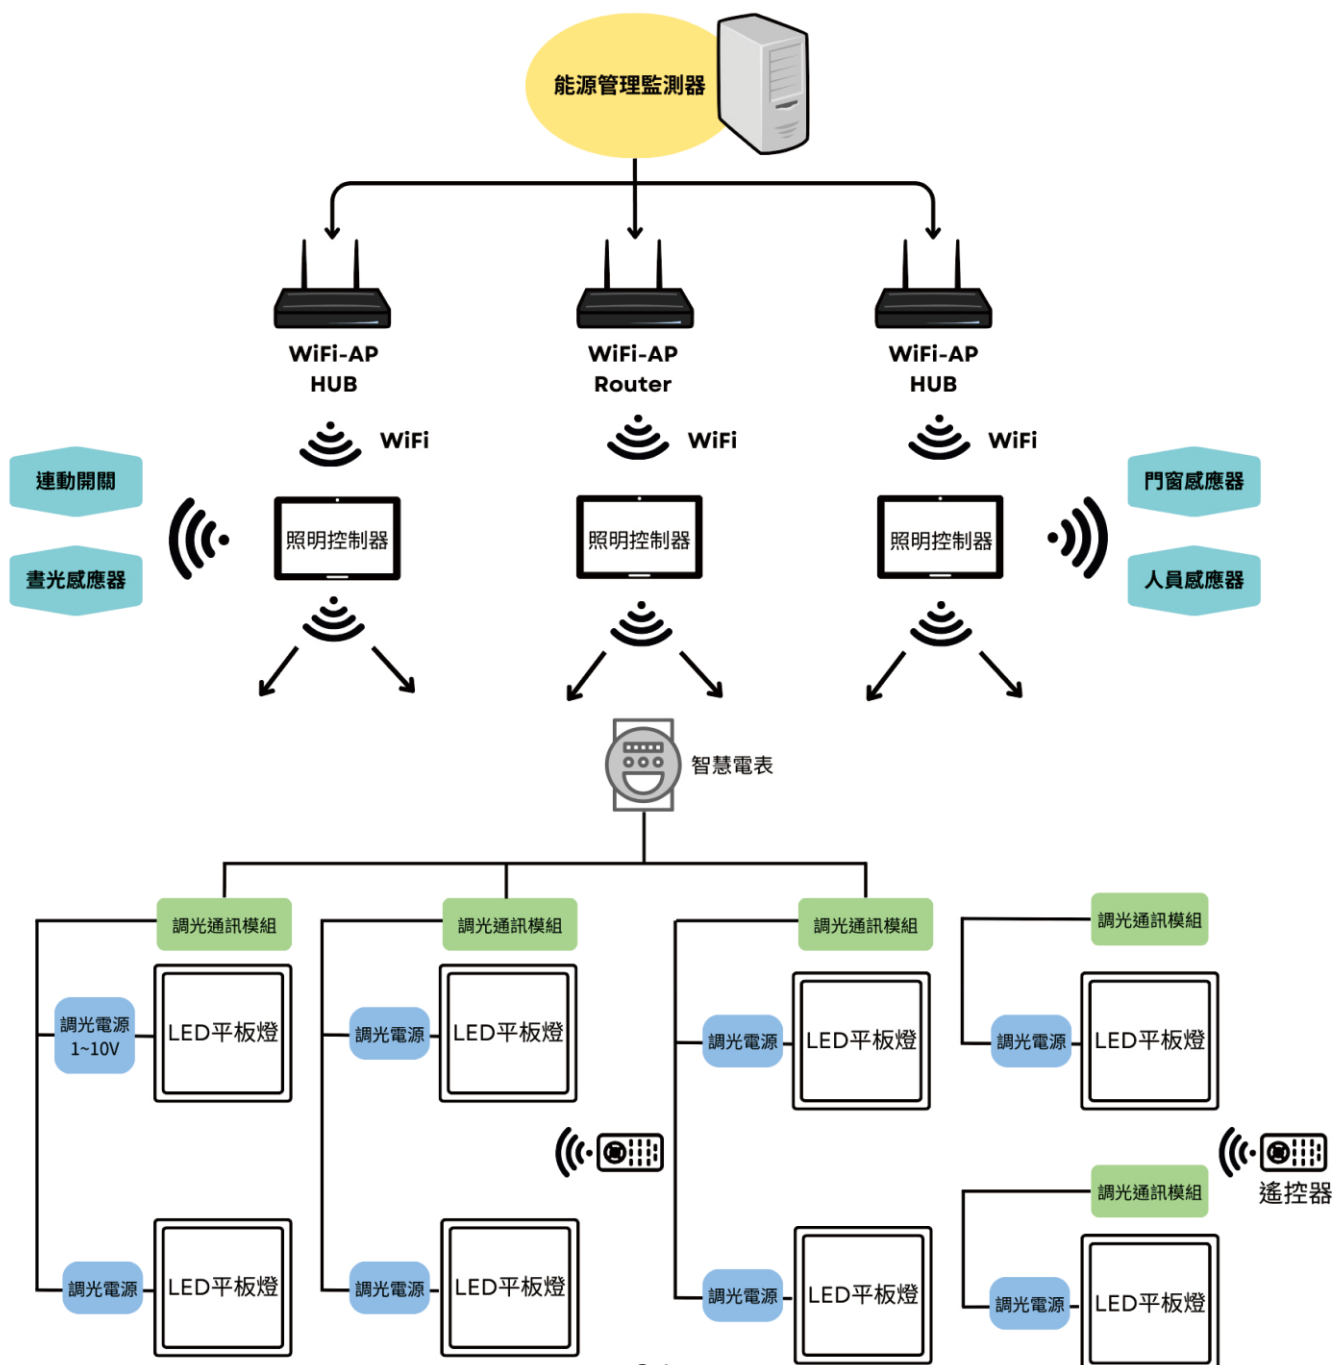 能源管理監測器
WiFi-AP
HUB
WiFi-AP
Router
WiFi-AP
HUB
WiFi
WiFi
WiFi
連動開關
晝光感應器
照明控制器
照明控制器
照明控制器
門窗感應器
人員感應器
智慧電表
調光通訊模組
調光通訊模組
調光通訊模組
調光通訊模組
調光電源
1~10V
LED平板燈
調光電源
LED平板燈
調光電源
LED平板燈
調光電源
LED平板燈
調光通訊模組
遙控器
調光電源
LED平板燈
調光電源
LED平板燈
調光電源
LED平板燈
調光電源
LED平板燈